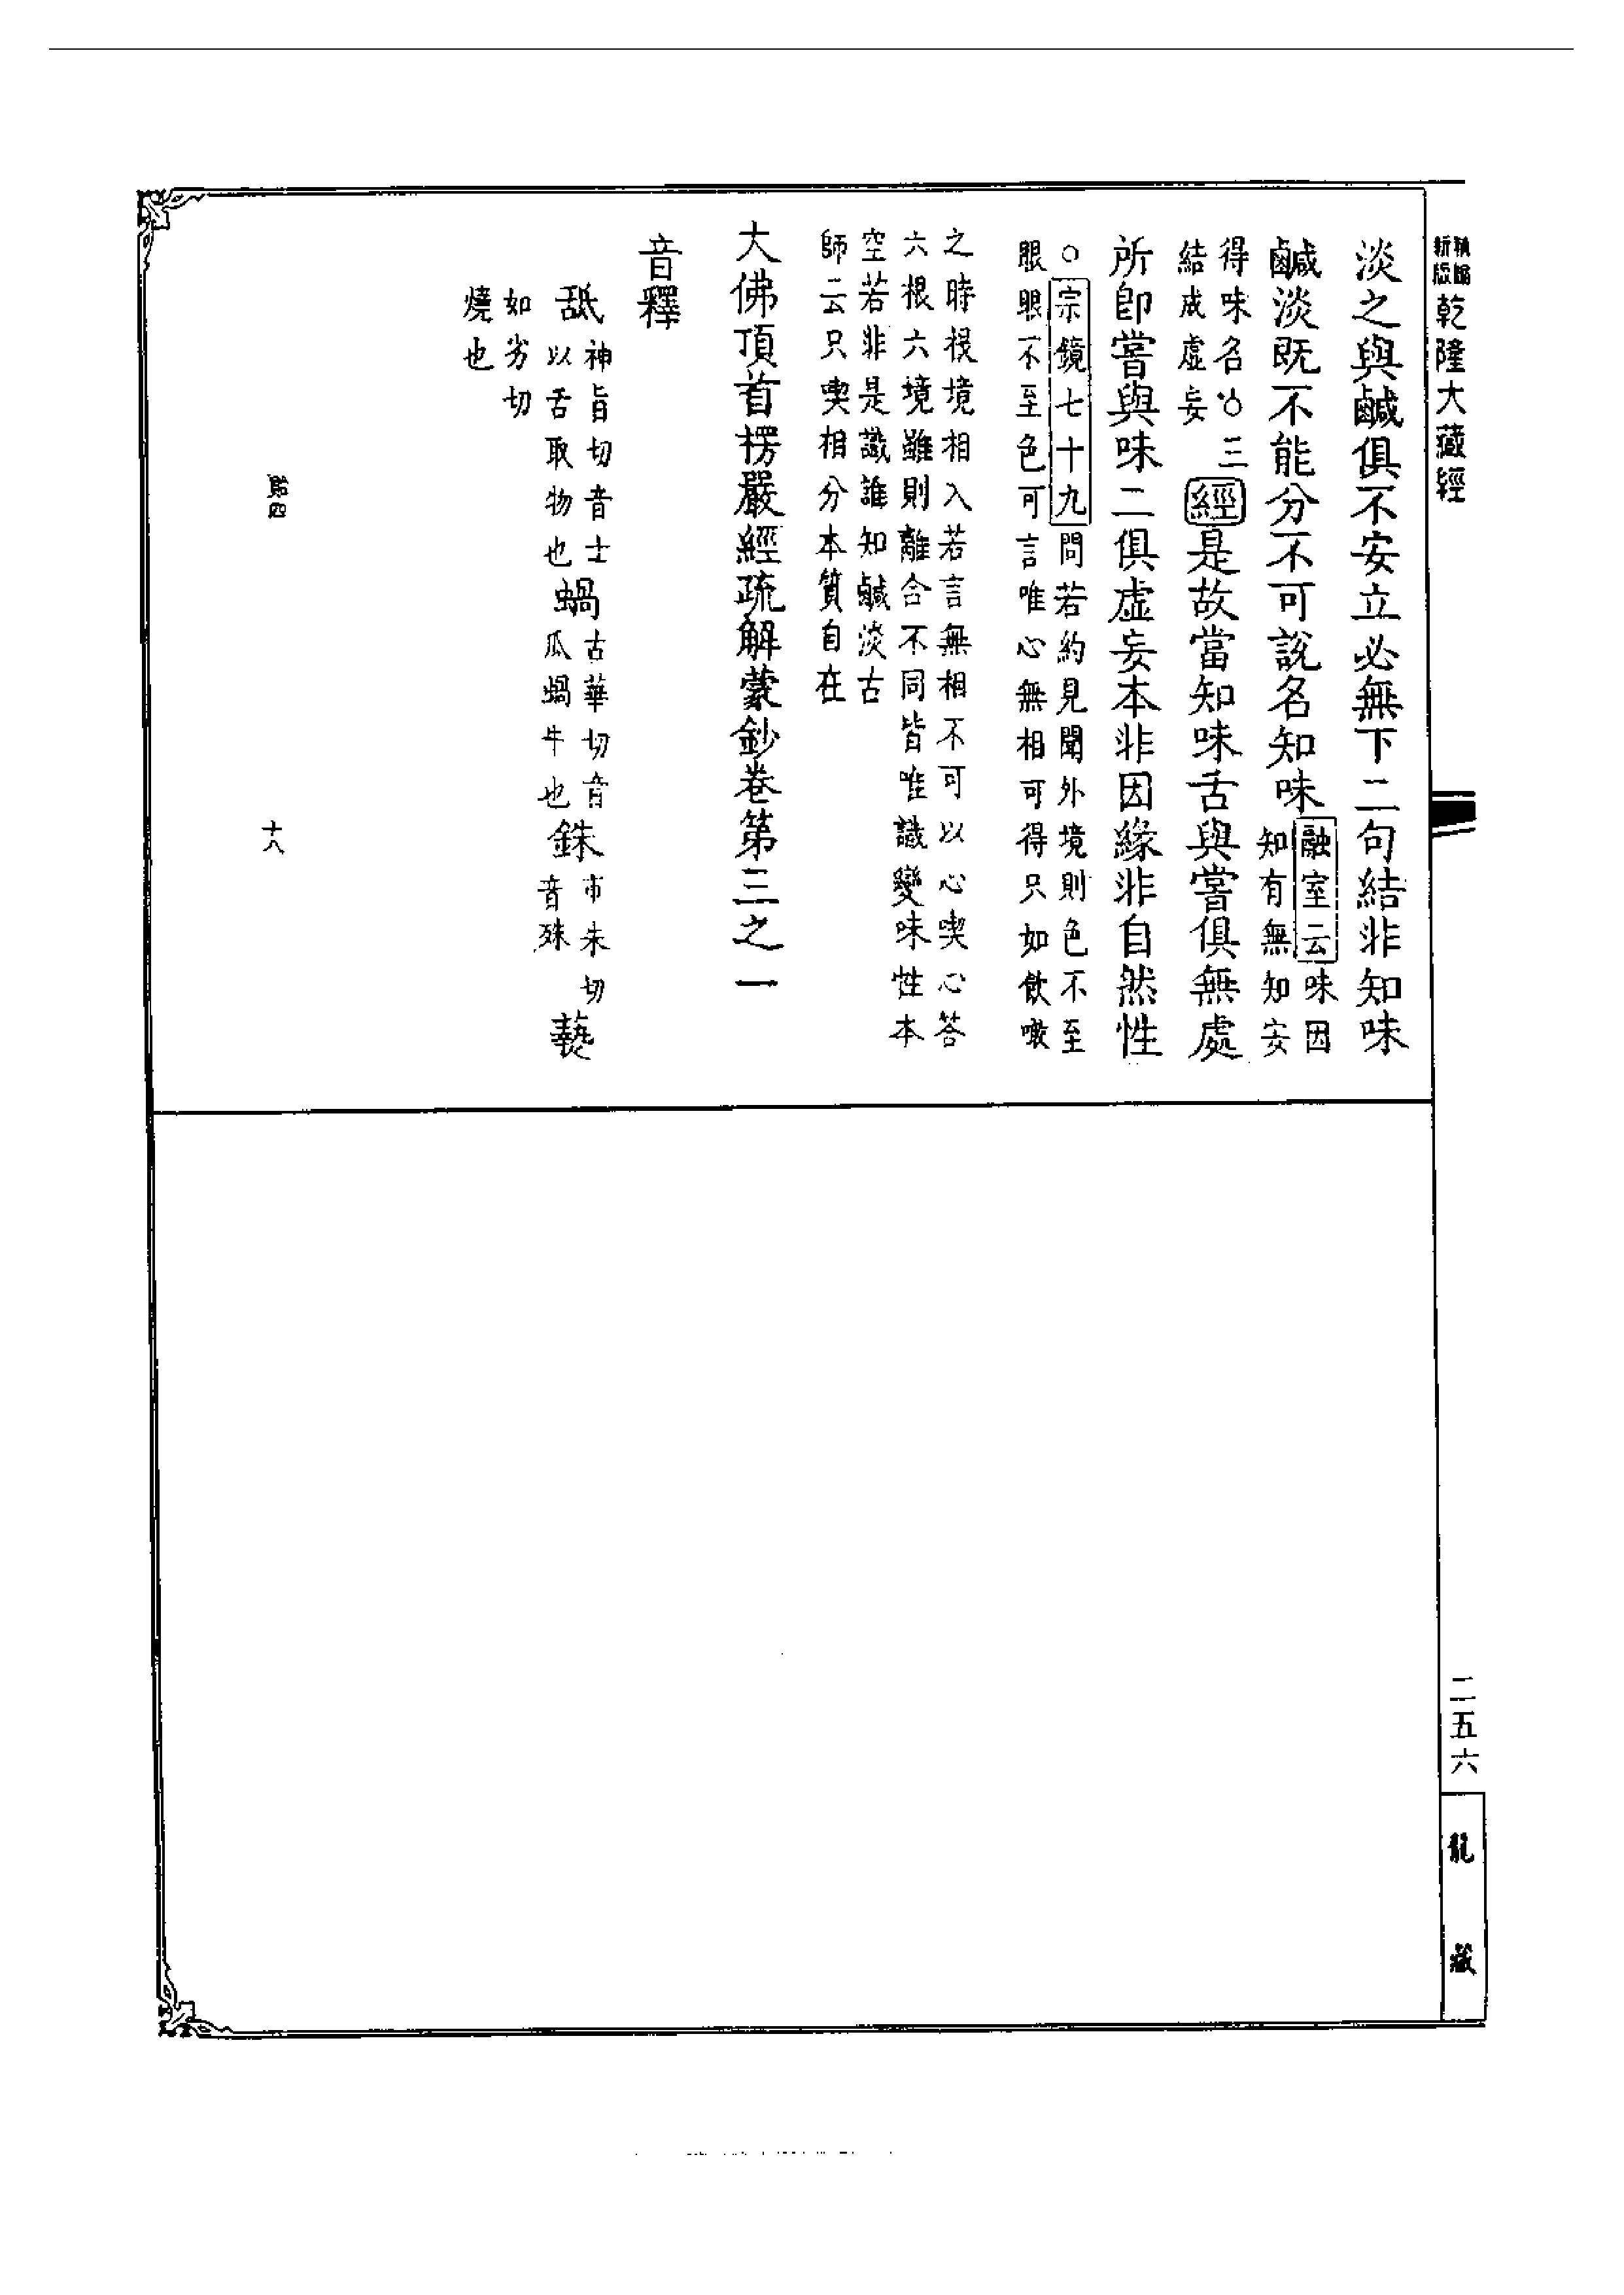 乾隆大藏經
二五六
龍藏
淡之與鹹俱不安立必無下二句結非知味
鹹淡既不能分不可說名知味
融室云味因
知有無知安
得味名○三
結成虛妄
經是故當知味舌與嘗俱無處
所即嘗與味二俱虛妄本非因緣非自然性
○宗鏡七十九問若約見聞外境則色不至
眼眼不至色可言唯心無相可得只如飲噉
之時根境相入若言無相不可以心喫心答
六根六境雖則離合不同皆唯識變味性本
空若非是識誰知鹹淡古
師云只喫相分本質自在
大佛頂首楞嚴經疏解蒙鈔卷第三之一
音釋
舐
神旨切音士
以舌取物也
蝸
古華切音
瓜蝸牛也
銖
市朱切
音殊
爇
如劣切
燒也
十八